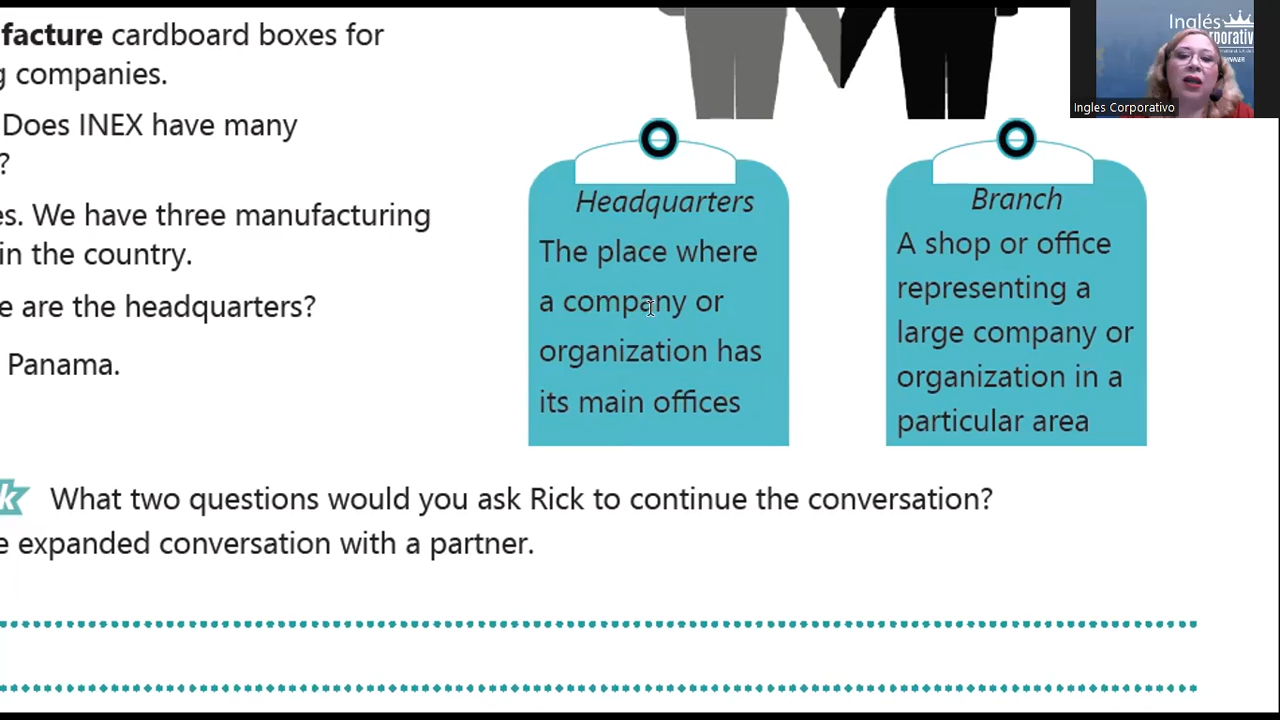 facture cardboard boxes for
g companies.
Does INEX have many
?
es. We have three manufacturing
in the country.
e are the headquarters?
Panama.
Headquarters
The place where
a company or
organization has
its main offices
Branch
A shop or office
representing a
large company or
organization in a
particular area
k What two questions would you ask Rick to continue the conversation?
e expanded conversation with a partner.
Inglés
orporativ
Ingles Corporativo